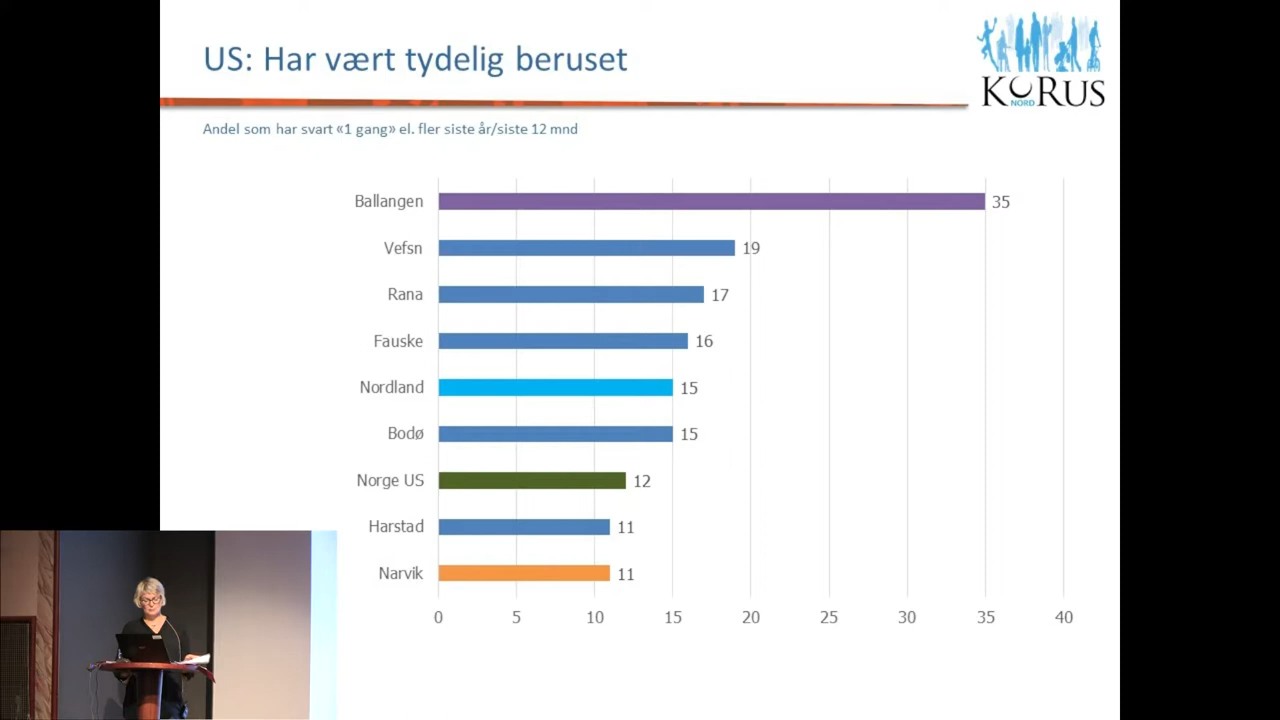 US: Har vært tydelig beruset
KoRUS
NORD
Andel som har svart «1 gang» el. fler siste år/siste 12 mnd
Ballangen 35
Vefsn 19
Rana 17
Fauske 16
Nordland 15
Bodø 15
Norge US 12
Harstad 11
Narvik 11
0 5 10 15 20 25 30 35 40